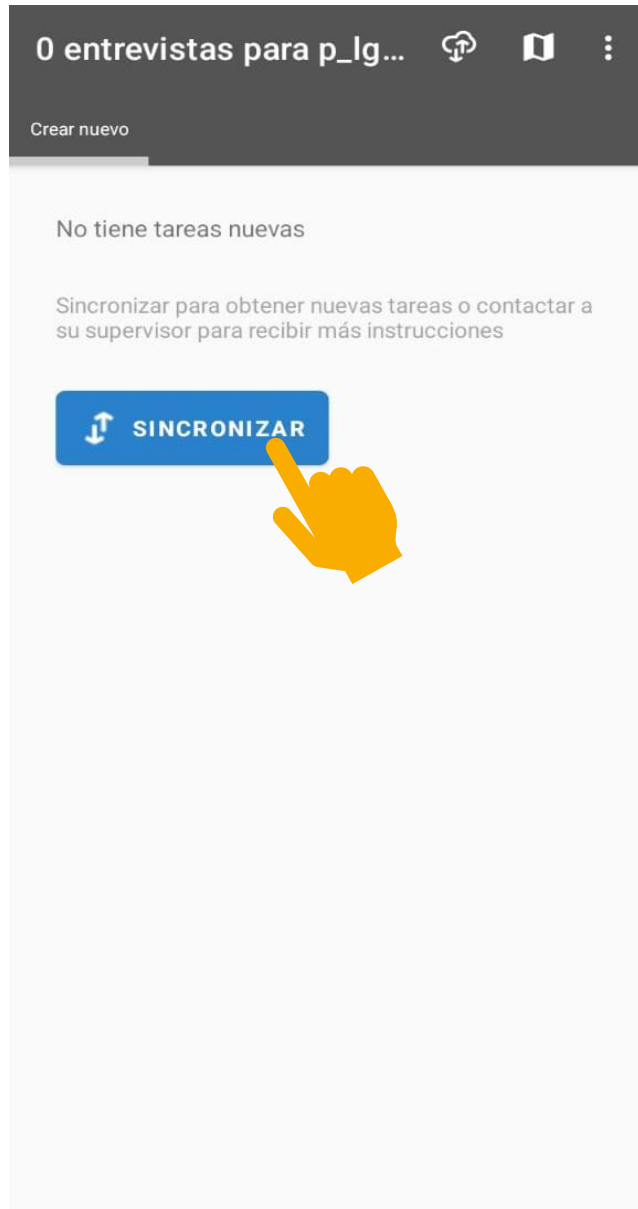 0 entrevistas para p_lg...
Crear nuevo
No tiene tareas nuevas
Sincronizar para obtener nuevas tareas o contactar a
su supervisor para recibir más instrucciones
SINCRONIZAR